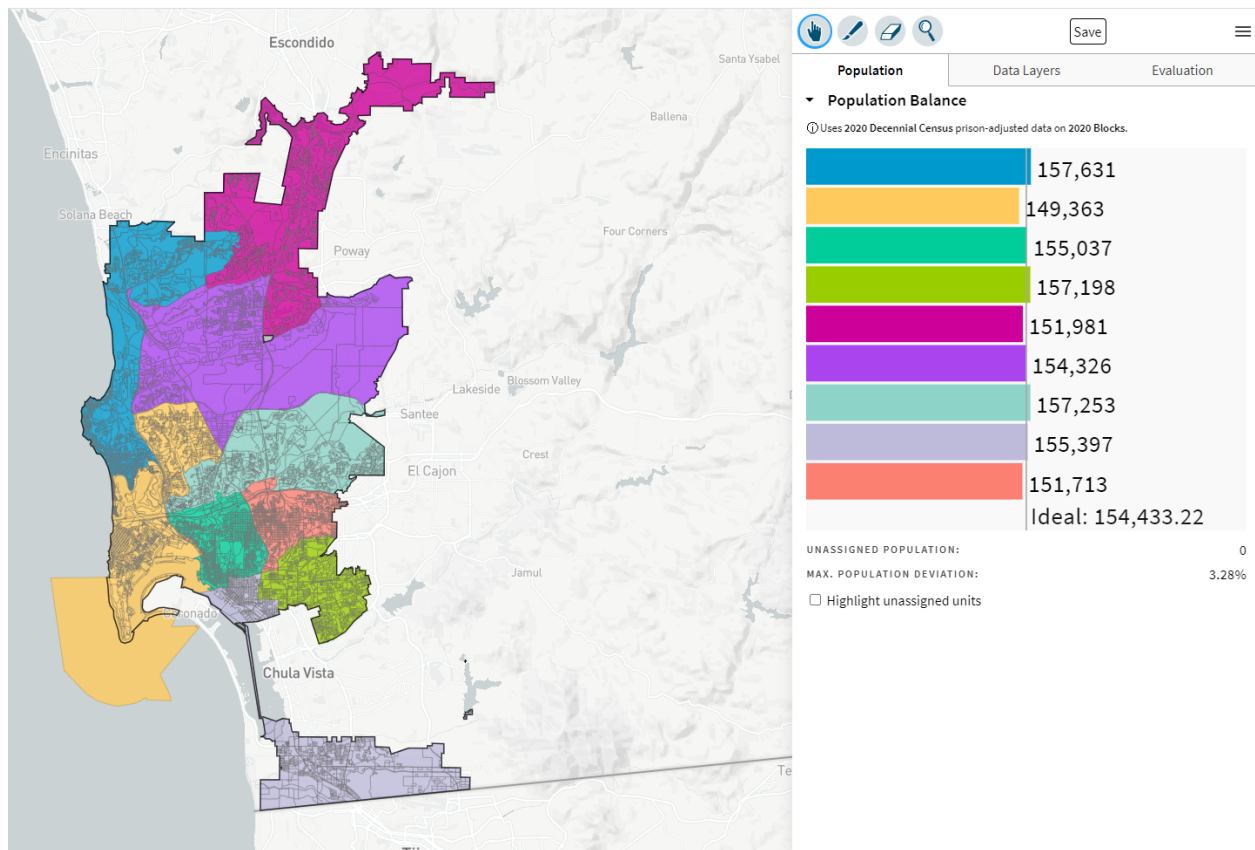 Escondido
Santa Ysabel
Ballena
Encinitas
Solana Beach
Four Corners
Poway
Lakeside
Blossom Valley
Santee
Crest
El Cajon
Jamul
Chula Vista
Save
Population
Data Layers
Evaluation
Population Balance
Uses 2020 Decennial Census prison-adjusted data on 2020 Blocks.
157,631
149,363
155,037
157,198
151,981
154,326
157,253
155,397
151,713
Ideal: 154,433.22
UNASSIGNED POPULATION: 0
MAX. POPULATION DEVIATION: 3.28%
Highlight unassigned units